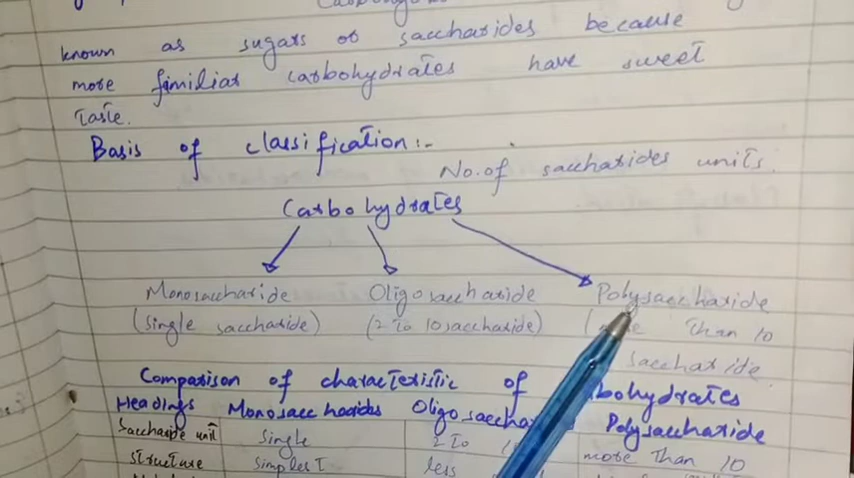 known as sugars or saccharides because
more familiar carbohydrates have sweet
taste.
Basis of classification:-
No. of saccharides units.
Carbohydrates
Monosaccharide Oligosaccharide Polysaccharide
(single saccharide) (2 to 10 saccharide) ( than 10
saccharide
Comparison of characteristic of
Headings Monosaccharides Polysaccharide
Saccharide unit single 2 to more than 10
structure simplest less